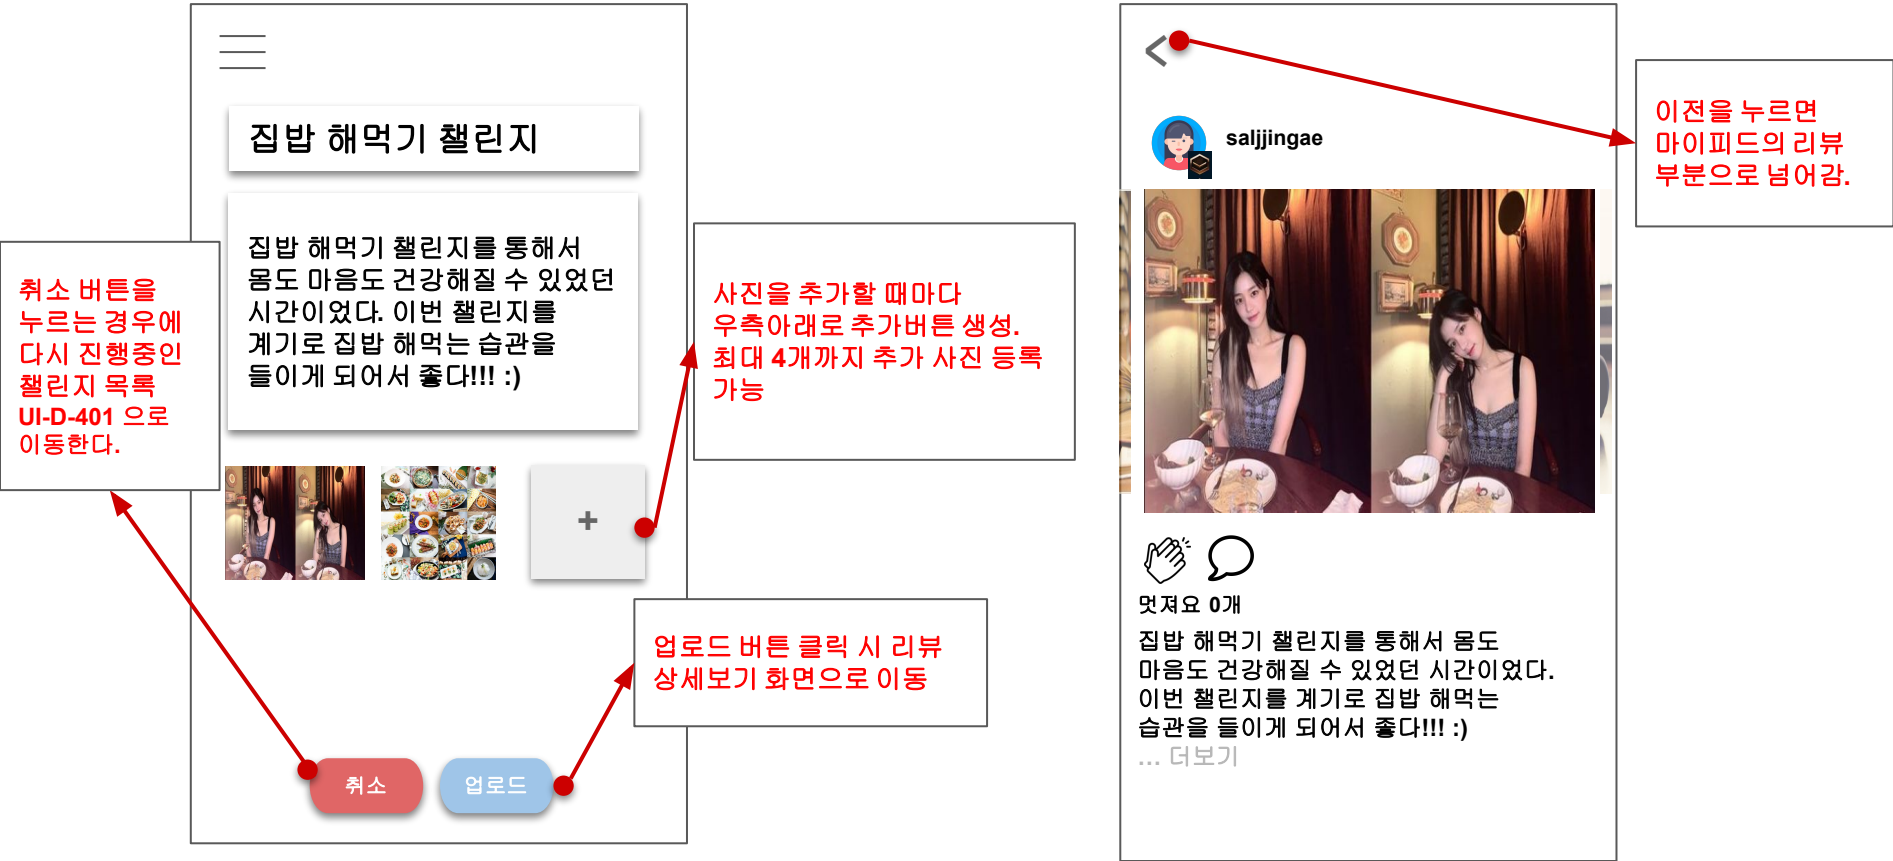 집밥 해먹기 챌린지
집밥 해먹기 챌린지를 통해서
몸도 마음도 건강해질 수 있었던
시간이었다. 이번 챌린지를
계기로 집밥 해먹는 습관을
들이게 되어서 좋다!!! :)
+
취소
업로드
취소 버튼을
누르는 경우에
다시 진행중인
챌린지 목록
UI-D-401 으로
이동한다.
사진을 추가할 때마다
우측아래로 추가버튼 생성.
최대 4개까지 추가 사진 등록
가능
업로드 버튼 클릭 시 리뷰
상세보기 화면으로 이동
saljjingae
멋져요 0개
집밥 해먹기 챌린지를 통해서 몸도
마음도 건강해질 수 있었던 시간이었다.
이번 챌린지를 계기로 집밥 해먹는
습관을 들이게 되어서 좋다!!! :)
... 더보기
이전을 누르면
마이피드의 리뷰
부분으로 넘어감.